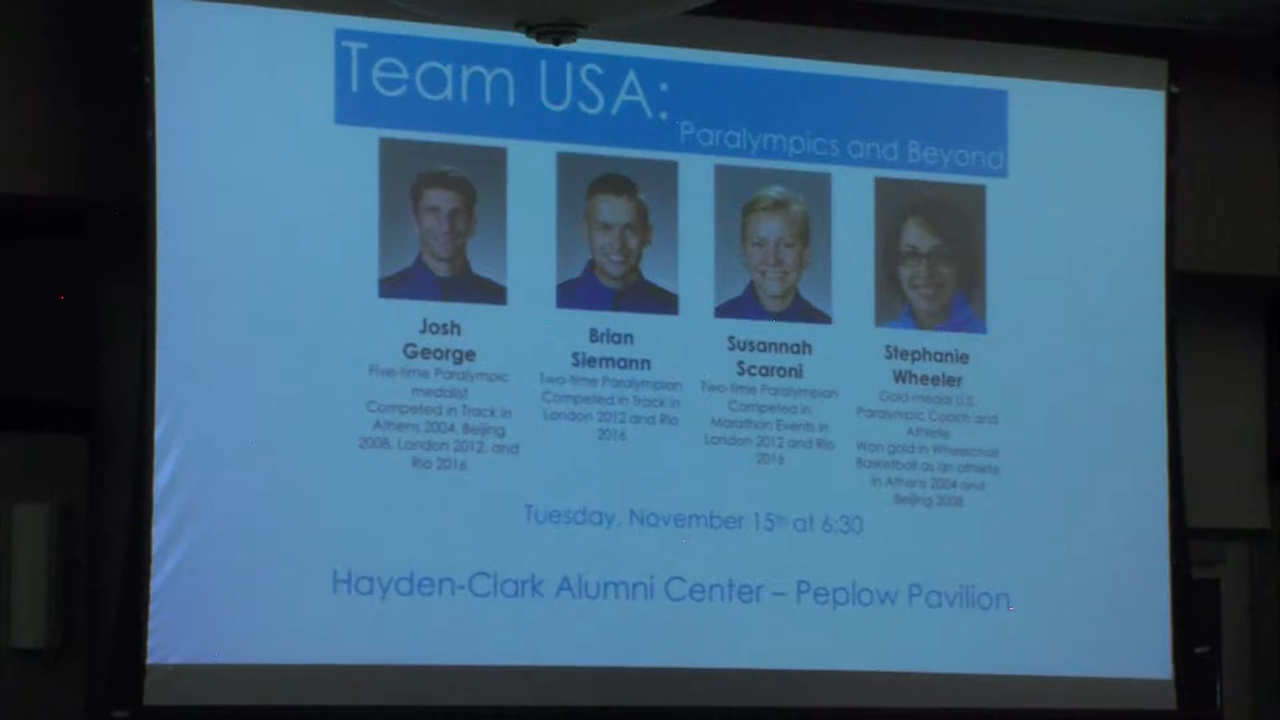 Team USA:
Paralympics and Beyond
Josh
George
Five-time Paralympic
medalist
Competed in Track in
Athens 2004, Beijing
2008, London 2012, and
Rio 2016
Brian
Siemann
Two-time Paralympian
Competed in Track in
London 2012 and Rio
2016
Susannah
Scaroni
Two-time Paralympian
Competed in
Marathon Events in
London 2012 and Rio
2016
Stephanie
Wheeler
Gold-medal U.S.
Paralympic Coach and
Athlete
Won gold in Wheelchair
Basketball as an athlete
in Athens 2004 and
Beijing 2008
Tuesday, November 15th at 6:30
Hayden-Clark Alumni Center – Peplow Pavilion